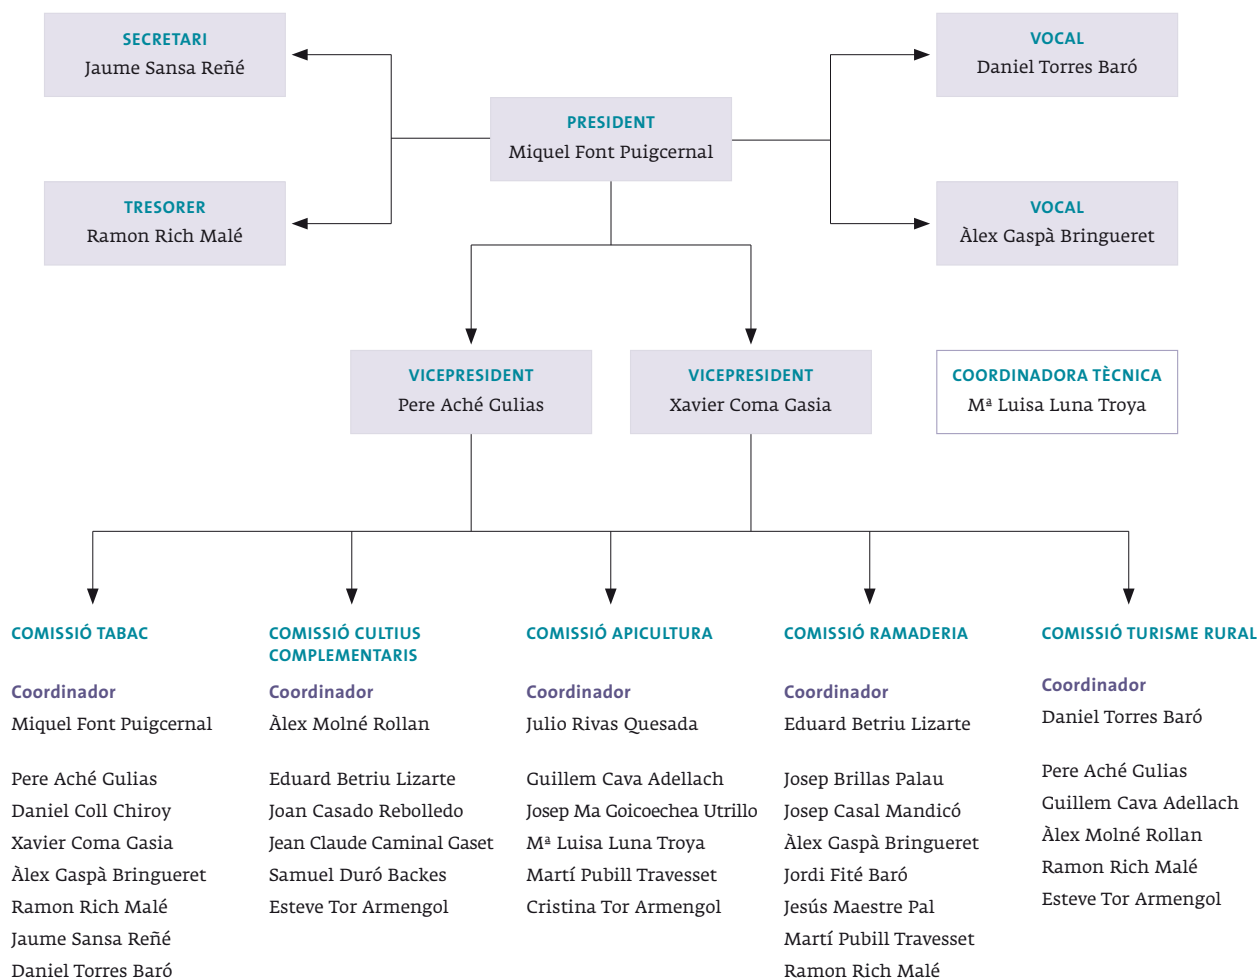 SECRETARI
Jaume Sansa Reñé
VOCAL
Daniel Torres Baró
PRESIDENT
Miquel Font Puigcernal
TRESORER
Ramon Rich Malé
VOCAL
Àlex Gaspà Bringueret
VICEPRESIDENT
Pere Aché Gulias
VICEPRESIDENT
Xavier Coma Gasia
COORDINADORA TÈCNICA
Mª Luisa Luna Troya
COMISSIÓ TABAC
Coordinador
Miquel Font Puigcernal
Pere Aché Gulias
Daniel Coll Chiroy
Xavier Coma Gasia
Àlex Gaspà Bringueret
Ramon Rich Malé
Jaume Sansa Reñé
Daniel Torres Baró
COMISSIÓ CULTIUS
COMPLEMENTARIS
Coordinador
Àlex Molné Rollan
Eduard Betriu Lizarte
Joan Casado Rebolledo
Jean Claude Caminal Gaset
Samuel Duró Backes
Esteve Tor Armengol
COMISSIÓ APICULTURA
Coordinador
Julio Rivas Quesada
Guillem Cava Adellach
Josep Ma Goicoechea Utrillo
Mª Luisa Luna Troya
Martí Pubill Travesset
Cristina Tor Armengol
COMISSIÓ RAMADERIA
Coordinador
Eduard Betriu Lizarte
Josep Brillas Palau
Josep Casal Mandicó
Àlex Gaspà Bringueret
Jordi Fité Baró
Jesús Maestre Pal
Martí Pubill Travesset
Ramon Rich Malé
COMISSIÓ TURISME RURAL
Coordinador
Daniel Torres Baró
Pere Aché Gulias
Guillem Cava Adellach
Àlex Molné Rollan
Ramon Rich Malé
Esteve Tor Armengol